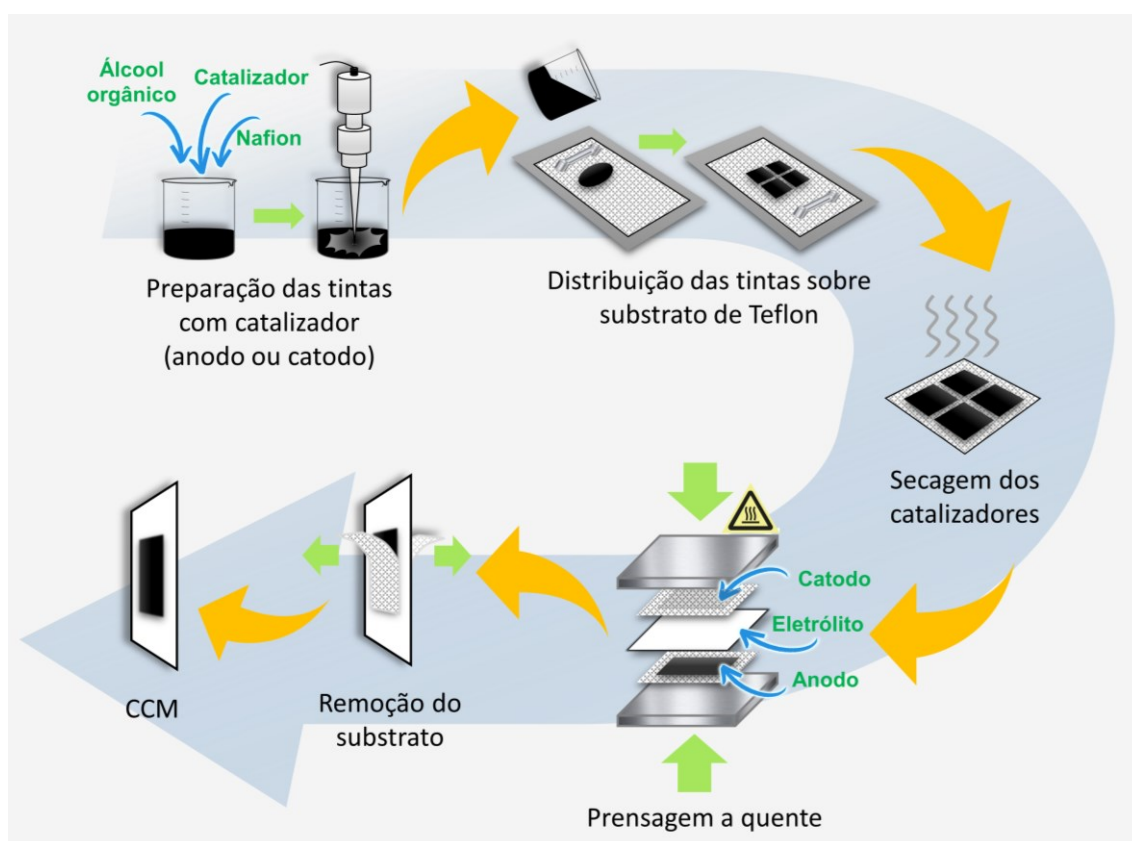 Álcool
orgânico
Catalizador
Nafion
Preparação das tintas
com catalizador
(anodo ou catodo)
Distribuição das tintas sobre
substrato de Teflon
Secagem dos
catalizadores
Catodo
Eletrólito
Anodo
Prensagem a quente
Remoção do
substrato
CCM